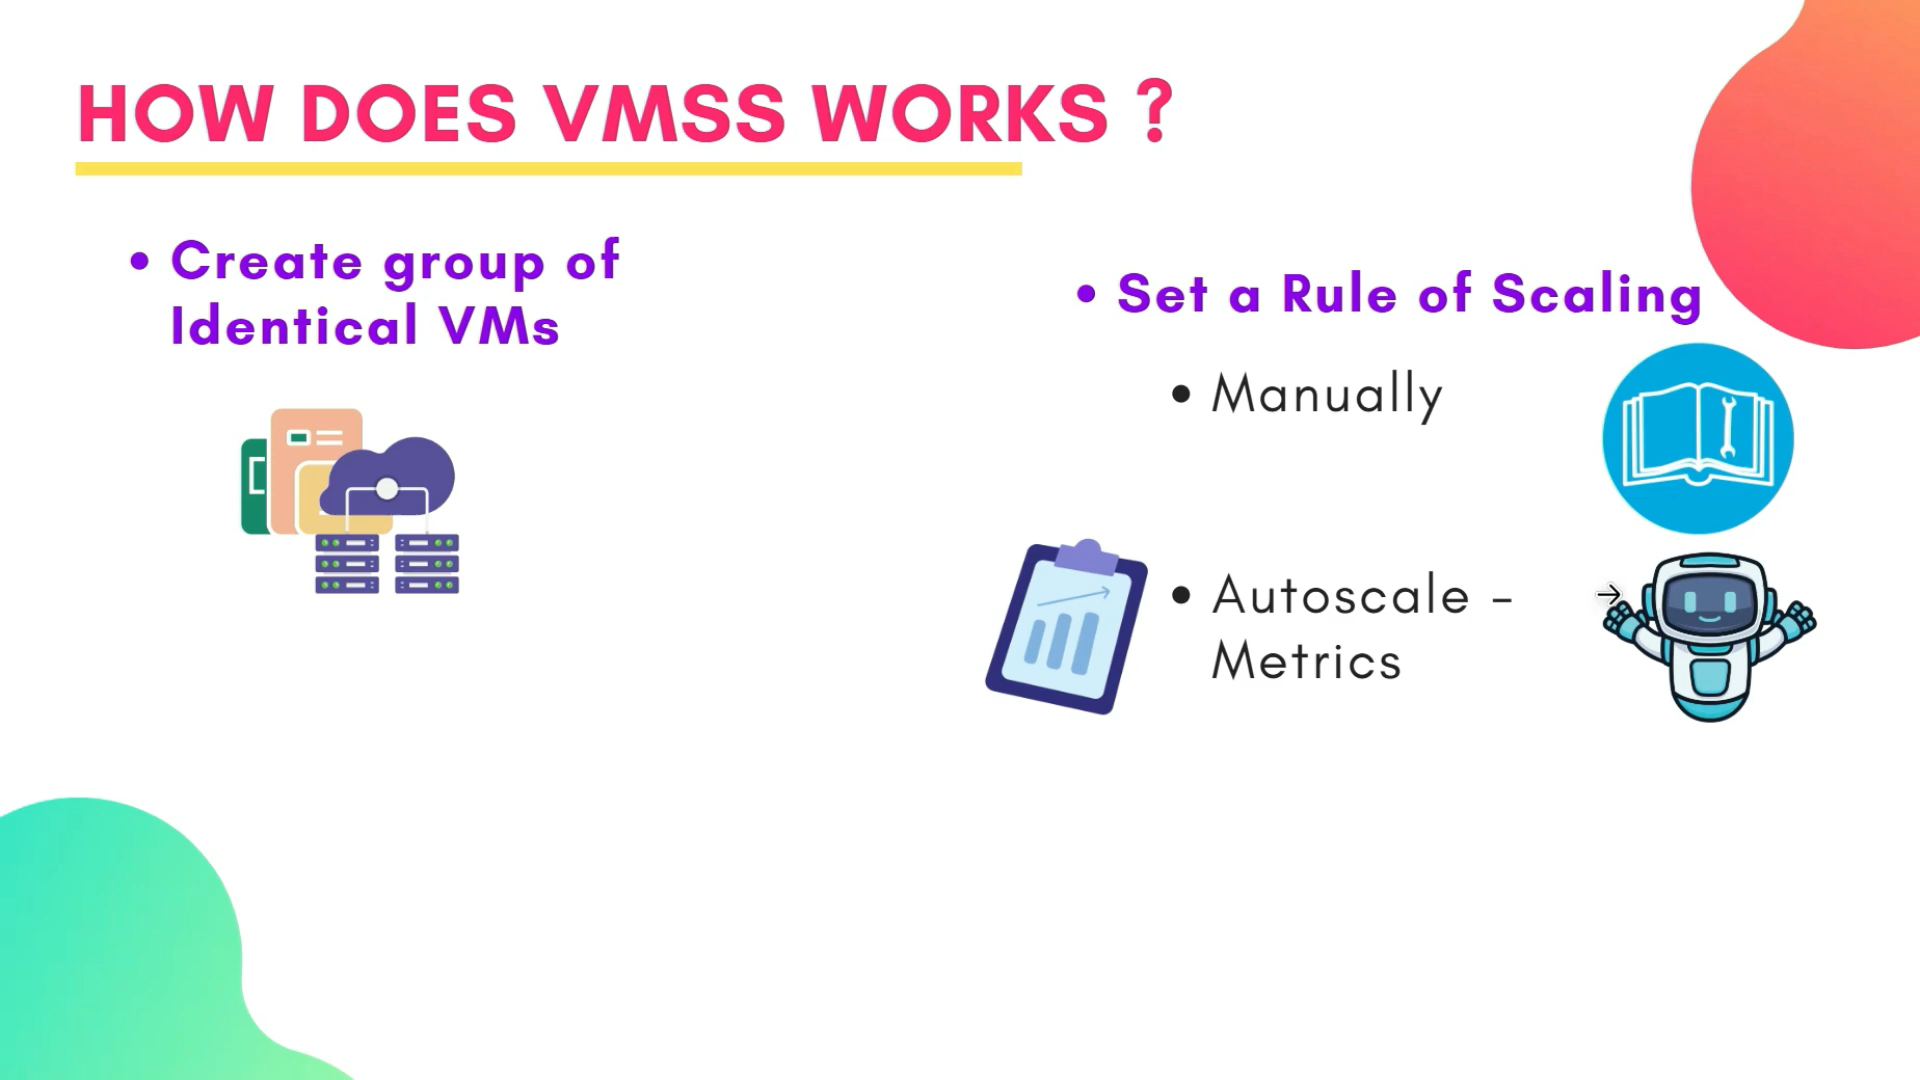 HOW DOES VMSS WORKS ?
• Create group of
Identical VMs
• Set a Rule of Scaling
• Manually
• Autoscale -
Metrics